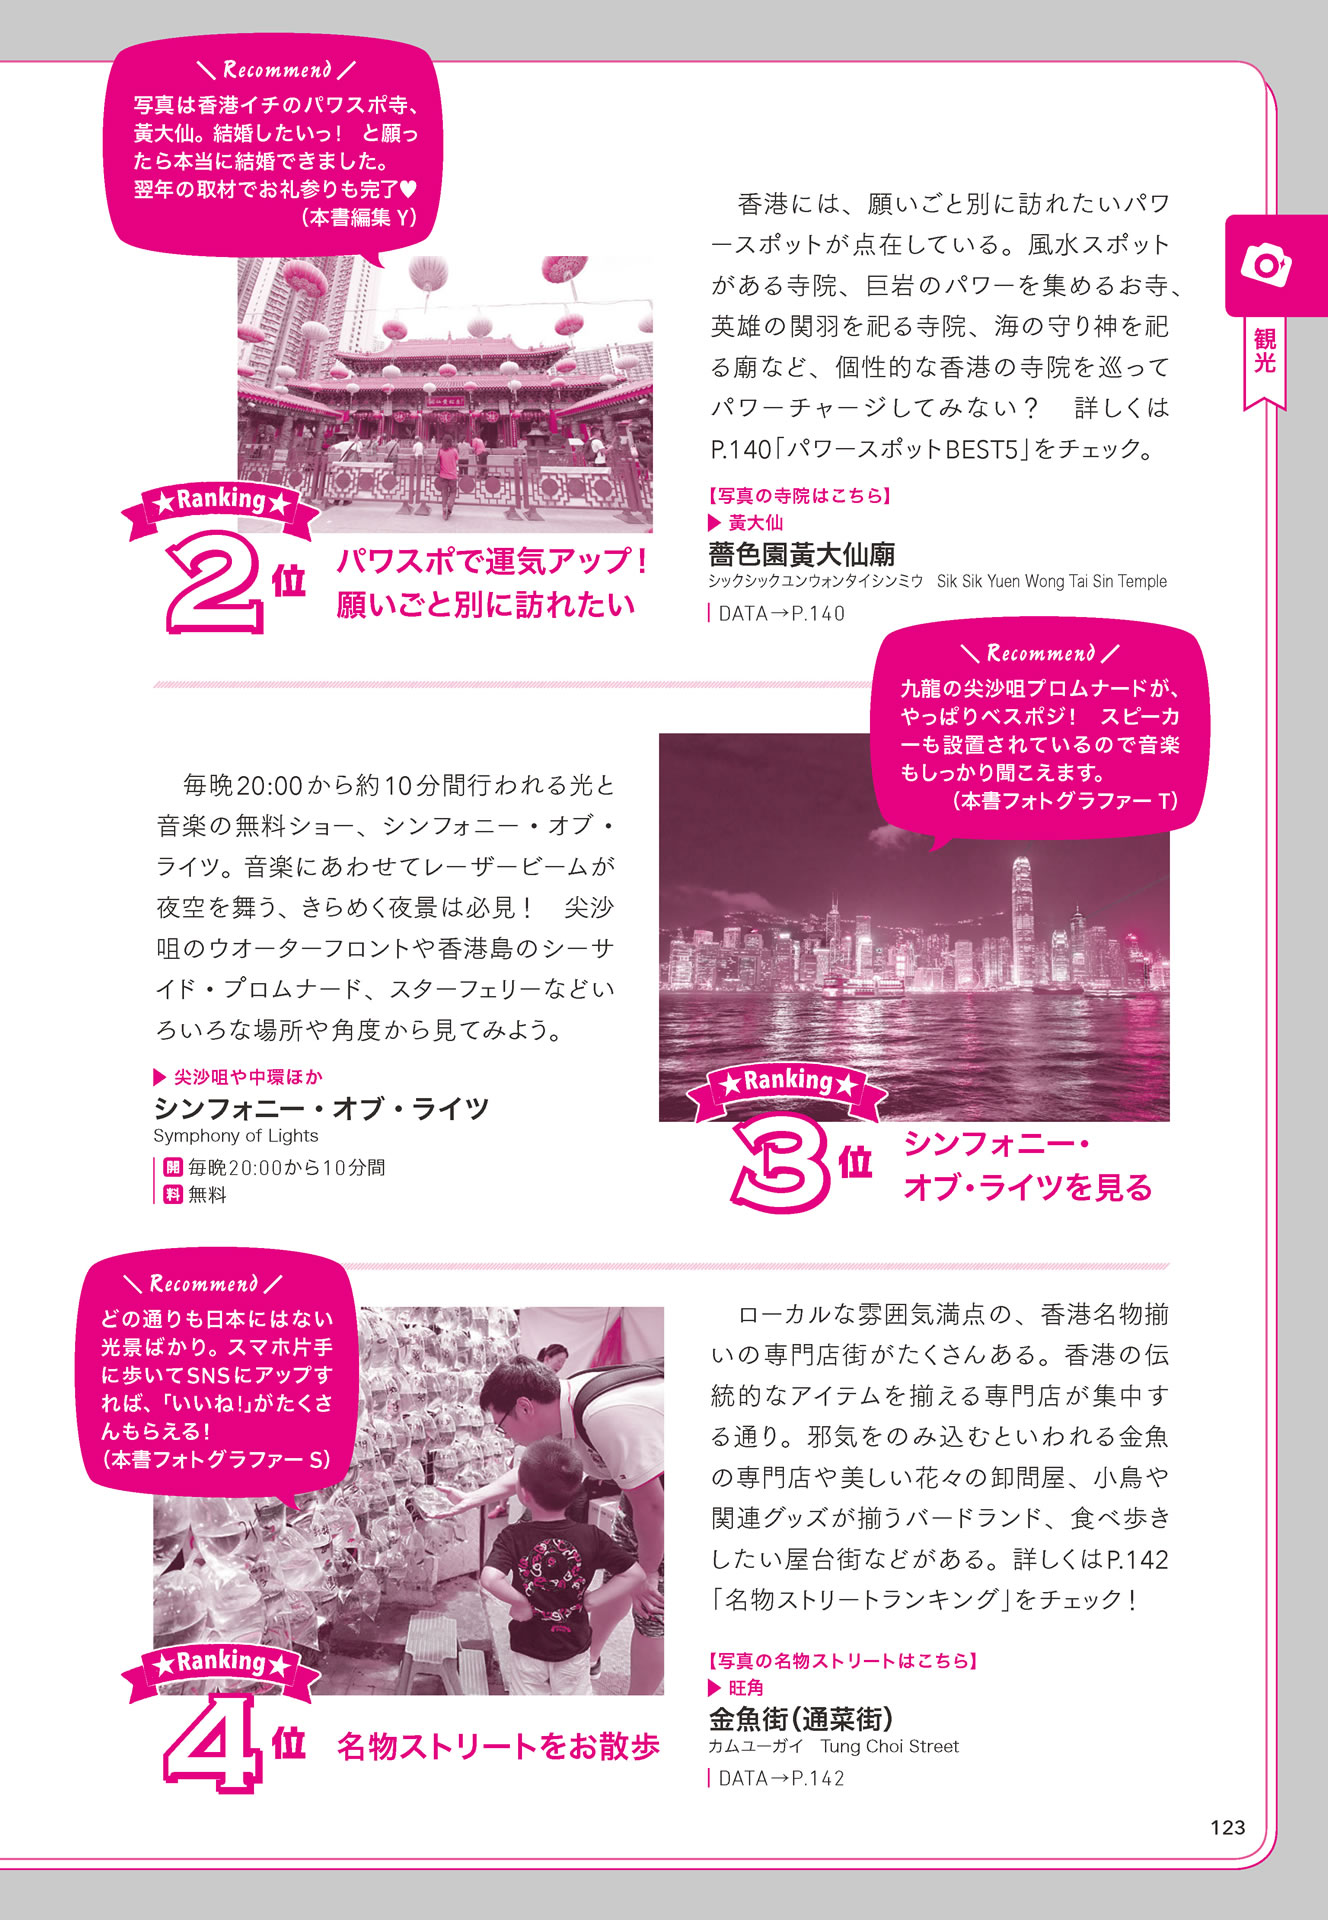 Recommend
写真は香港イチのパワスポ寺、
黃大仙。結婚したいっ！　と願っ
たら本当に結婚できました。
翌年の取材でお礼参りも完了♥
（本書編集 Y）
香港には、願いごと別に訪れたいパワ
ースポットが点在している。風水スポット
がある寺院、巨岩のパワーを集めるお寺、
英雄の関羽を祀る寺院、海の守り神を祀
る廟など、個性的な香港の寺院を巡って
パワーチャージしてみない？　詳しくは
P.140「パワースポットBEST5」をチェック。
観光
【写真の寺院はこちら】
▶ 黃大仙
薔色園黃大仙廟
シックシックユンウォンタイシンミウ　Sik Sik Yuen Wong Tai Sin Temple
DATA→P.140
★Ranking★
2位
パワスポで運気アップ！
願いごと別に訪れたい
Recommend
九龍の尖沙咀プロムナードが、
やっぱりベスポジ！　スピーカ
ーも設置されているので音楽
もしっかり聞こえます。
（本書フォトグラファー T）
毎晩20:00から約10分間行われる光と
音楽の無料ショー、シンフォニー・オブ・
ライツ。音楽にあわせてレーザービームが
夜空を舞う、きらめく夜景は必見！　尖沙
咀のウオーターフロントや香港島のシーサ
イド・プロムナード、スターフェリーなどい
ろいろな場所や角度から見てみよう。
▶ 尖沙咀や中環ほか
シンフォニー・オブ・ライツ
Symphony of Lights
開 毎晩20:00から10分間
料 無料
★Ranking★
3位
シンフォニー・
オブ・ライツを見る
Recommend
どの通りも日本にはない
光景ばかり。スマホ片手
に歩いてSNSにアップす
れば、「いいね！」がたくさ
んもらえる！
（本書フォトグラファー S）
ローカルな雰囲気満点の、香港名物揃
いの専門店街がたくさんある。香港の伝
統的なアイテムを揃える専門店が集中す
る通り。邪気をのみ込むといわれる金魚
の専門店や美しい花々の卸問屋、小鳥や
関連グッズが揃うバードランド、食べ歩き
したい屋台街などがある。詳しくはP.142
「名物ストリートランキング」をチェック！
【写真の名物ストリートはこちら】
▶ 旺角
金魚街（通菜街）
カムユーガイ　Tung Choi Street
DATA→P.142
★Ranking★
4位
名物ストリートをお散歩
123